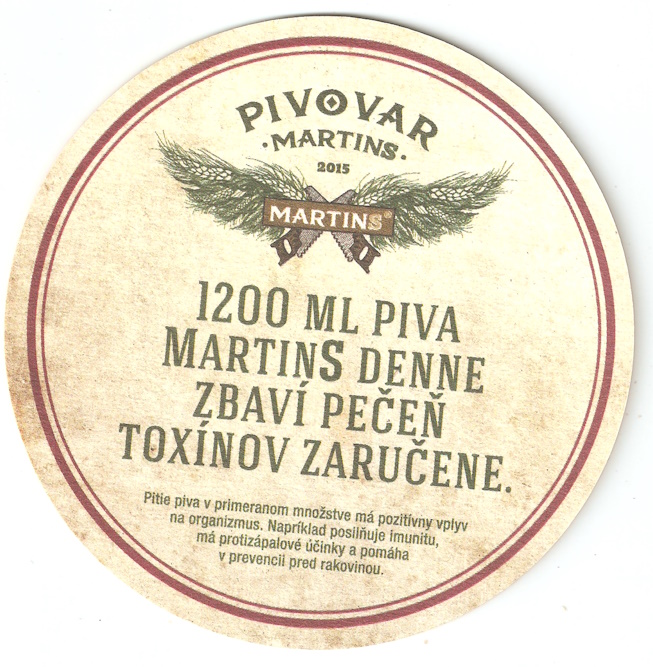 PIVOVAR
·MARTINS·
2015
MARTINS®
1200 ML PIVA
MARTINS DENNE
ZBAVÍ PEČEŇ
TOXÍNOV ZARUČENE.
Pitie piva v primeranom množstve má pozitívny vplyv
na organizmus. Napríklad posilňuje imunitu,
má protizápalové účinky a pomáha
v prevencii pred rakovinou.